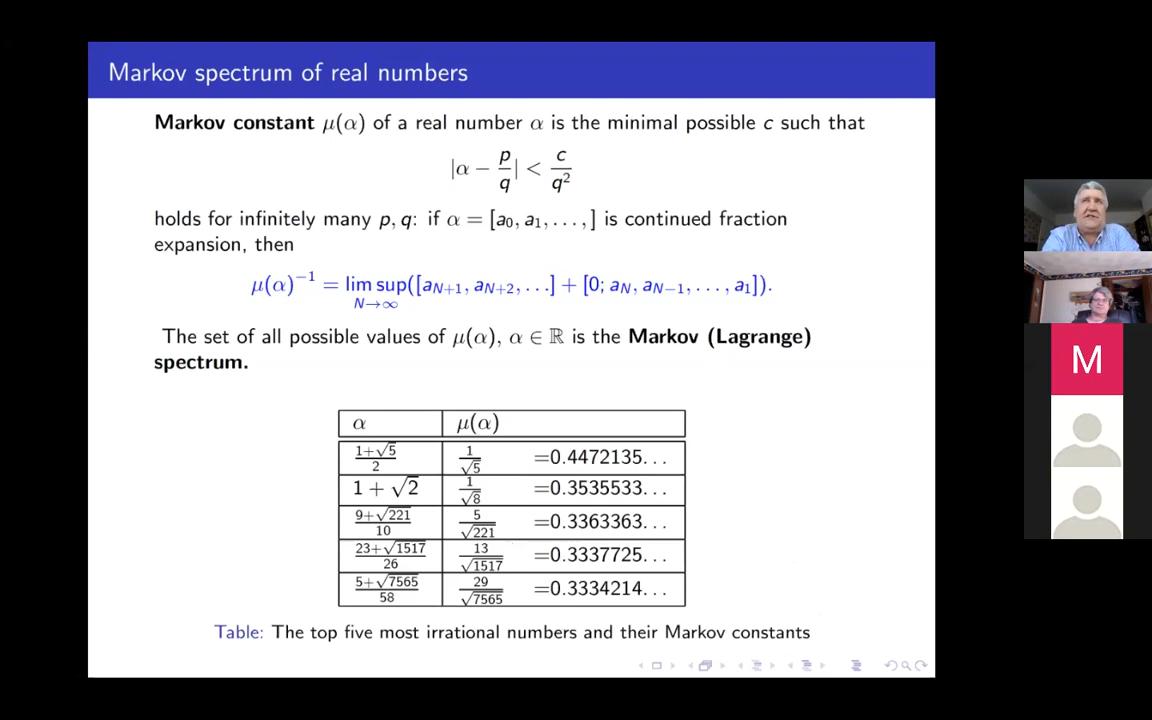 Markov spectrum of real numbers
Markov constant μ(α) of a real number α is the minimal possible c such that
|α − p/q| < c/q²
holds for infinitely many p, q: if α = [a₀, a₁, . . . , ] is continued fraction
expansion, then
μ(α)⁻¹ = lim sup_{N→∞}([a_{N+1}, a_{N+2}, . . .] + [0; a_N, a_{N−1}, . . . , a₁]).
The set of all possible values of μ(α), α ∈ ℝ is the Markov (Lagrange)
spectrum.
α μ(α)
(1+√5)/2 1/√5 =0.4472135. . .
1 + √2 1/√8 =0.3535533. . .
(9+√221)/10 5/√221 =0.3363363. . .
(23+√1517)/26 13/√1517 =0.3337725. . .
(5+√7565)/58 29/√7565 =0.3334214. . .
Table: The top five most irrational numbers and their Markov constants
M